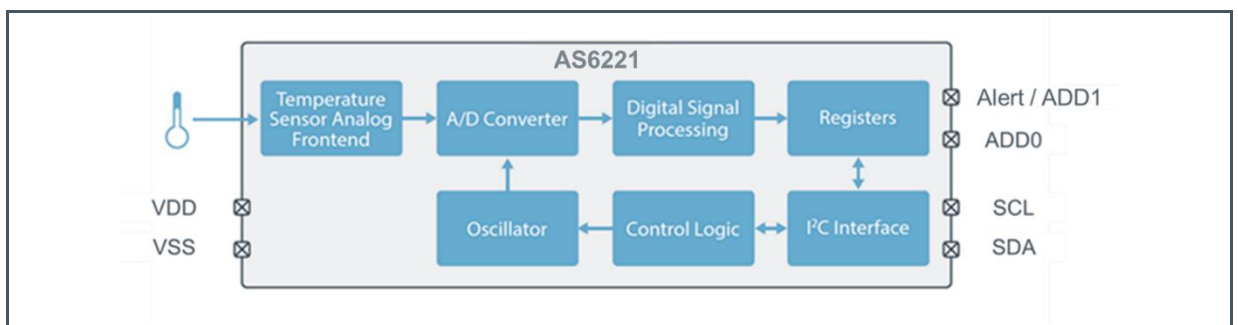 AS6221
Temperature
Sensor Analog
Frontend
A/D Converter
Digital Signal
Processing
Registers
Alert / ADD1
ADD0
VDD
VSS
Oscillator
Control Logic
I²C Interface
SCL
SDA